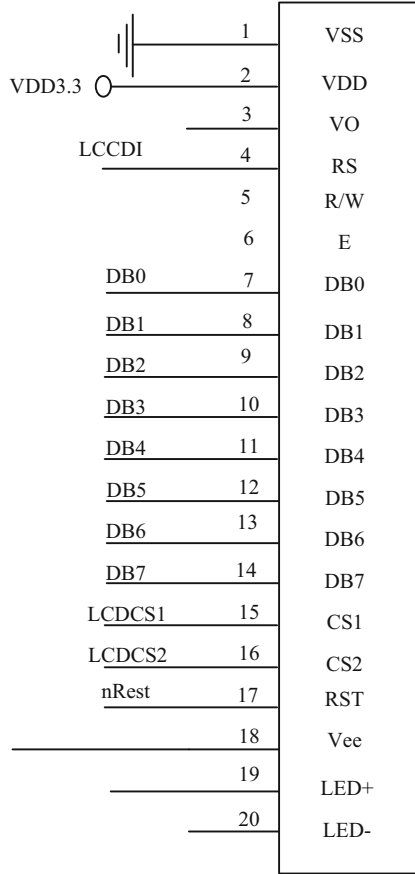 1 VSS
VDD3.3 2 VDD
3 VO
LCCDI 4 RS
5 R/W
6 E
DB0 7 DB0
DB1 8 DB1
DB2 9 DB2
DB3 10 DB3
DB4 11 DB4
DB5 12 DB5
DB6 13 DB6
DB7 14 DB7
LCDCS1 15 CS1
LCDCS2 16 CS2
nRest 17 RST
18 Vee
19 LED+
20 LED-